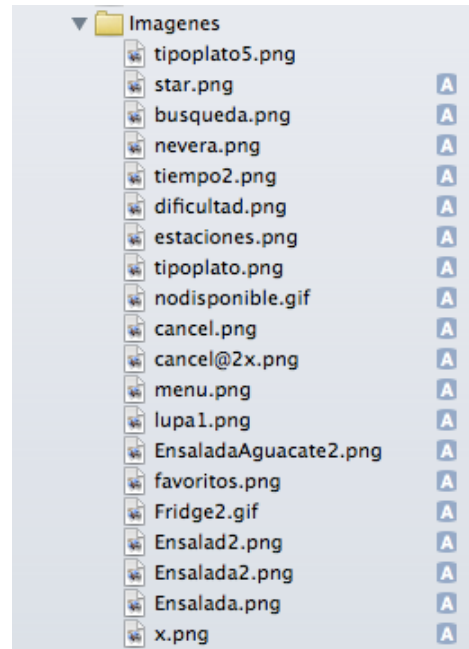 Imagenes
tipoplato5.png
star.png A
busqueda.png A
nevera.png A
tiempo2.png A
dificultad.png A
estaciones.png A
tipoplato.png A
nodisponible.gif A
cancel.png A
cancel@2x.png A
menu.png A
lupa1.png A
EnsaladaAguacate2.png A
favoritos.png A
Fridge2.gif A
Ensalad2.png A
Ensalada2.png A
Ensalada.png A
x.png A